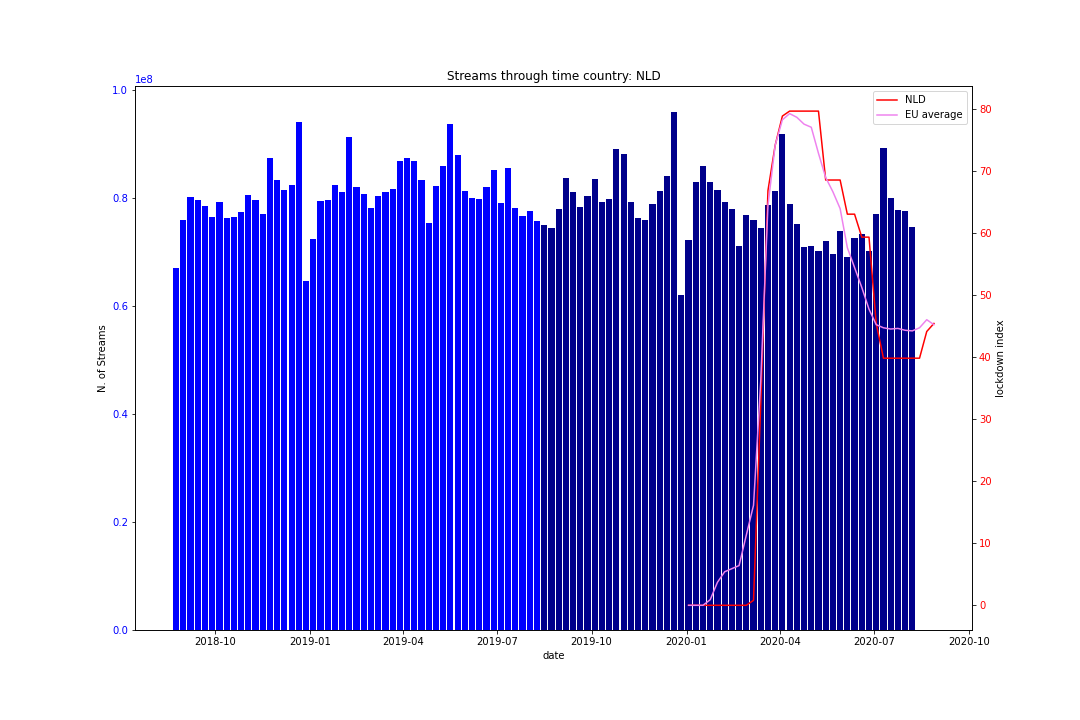 Streams through time country: NLD
1e8
1.0
0.8
0.6
0.4
0.2
0.0
N. of Streams
NLD
EU average
80
70
60
50
40
30
20
10
0
lockdown index
2018-10 2019-01 2019-04 2019-07 2019-10 2020-01 2020-04 2020-07 2020-10
date